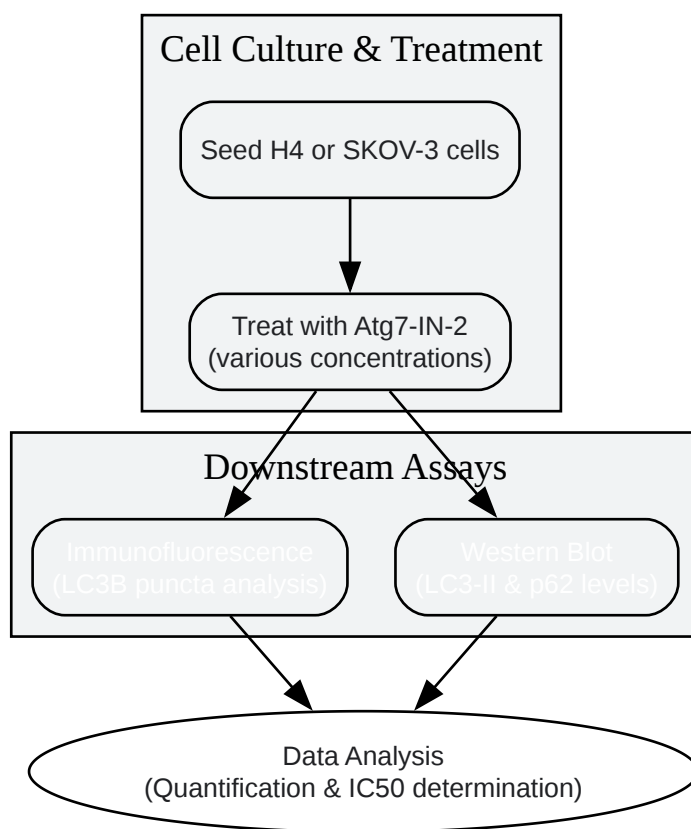 Cell Culture & Treatment
Seed H4 or SKOV-3 cells
Treat with Atg7-IN-2
(various concentrations)
Downstream Assays
Immunofluorescence
(LC3B puncta analysis)
Western Blot
(LC3-II & p62 levels)
Data Analysis
(Quantification & IC50 determination)